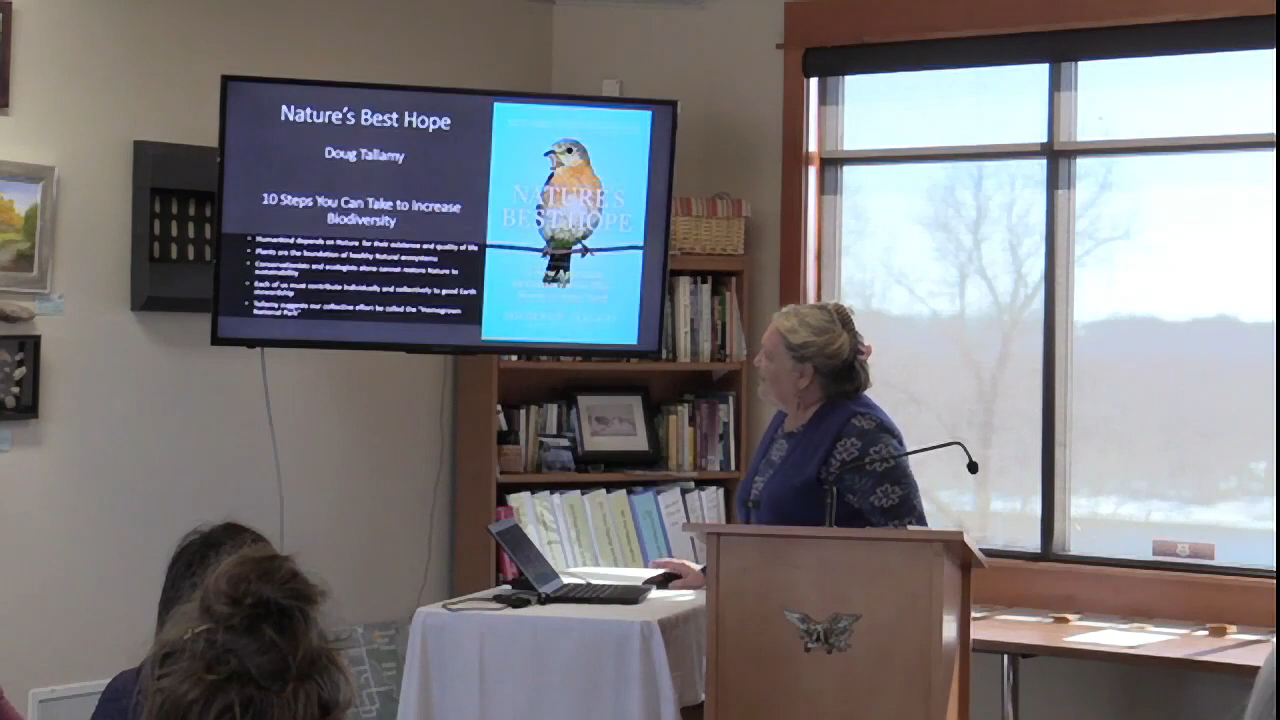 Nature's Best Hope
Doug Tallamy
10 Steps You Can Take to Increase
Biodiversity
Humankind depends on Nature for their existence and quality of life
Plants are the foundation of healthy Natural ecosystems
Conservationists and ecologists alone cannot restore Nature to
sustainability
Each of us must contribute individually and collectively to good Earth
stewardship
Tallamy suggests our collective effort be called the "Homegrown
National Park"
NATURE'S
BEST HOPE